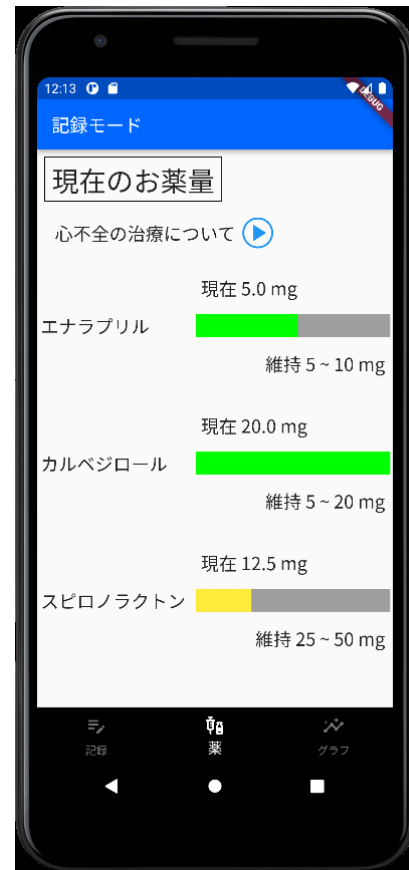 12:13
DEBUG
記録モード
現在のお薬量
心不全の治療について
現在 5.0 mg
エナラプリル
維持 5 ~ 10 mg
現在 20.0 mg
カルベジロール
維持 5 ~ 20 mg
現在 12.5 mg
スピロノラクトン
維持 25 ~ 50 mg
記録 薬 グラフ